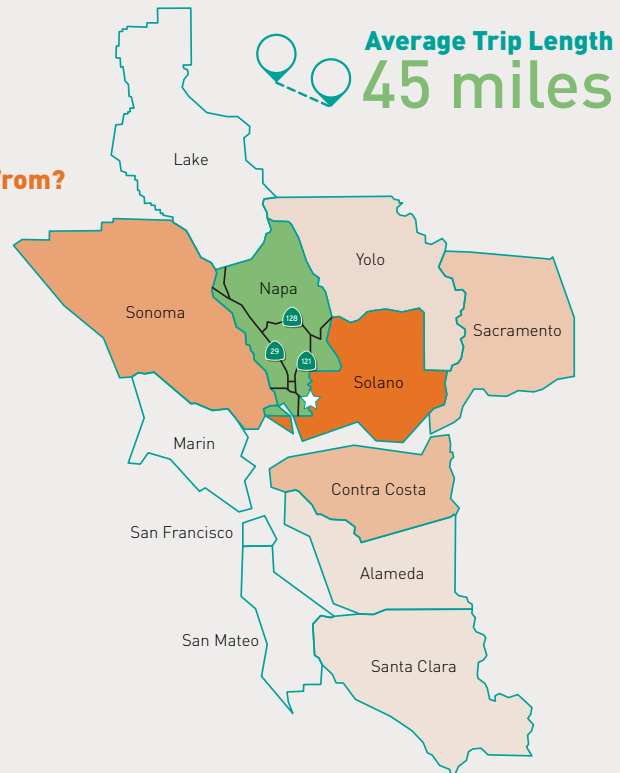 Average Trip Length
45 miles
From?
Lake
Yolo
Napa
Sonoma
128
Sacramento
29
121
Solano
Marin
Contra Costa
San Francisco
Alameda
San Mateo
Santa Clara